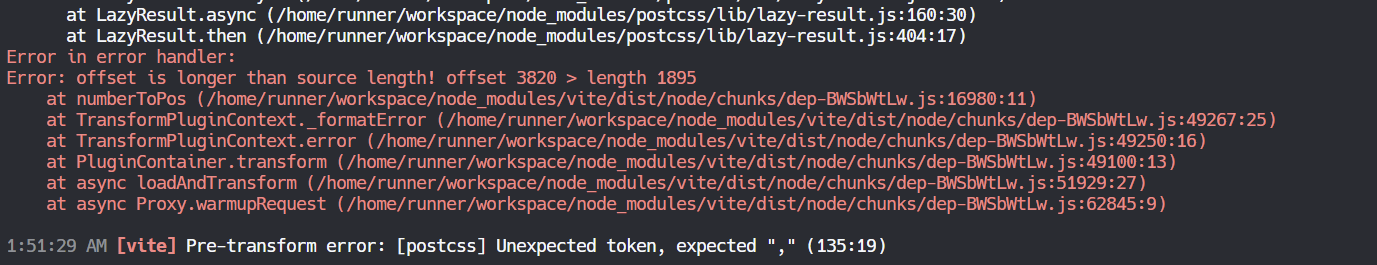 at LazyResult.async (/home/runner/workspace/node_modules/postcss/lib/lazy-result.js:160:30)
at LazyResult.then (/home/runner/workspace/node_modules/postcss/lib/lazy-result.js:404:17)
Error in error handler:
Error: offset is longer than source length! offset 3820 > length 1895
at numberToPos (/home/runner/workspace/node_modules/vite/dist/node/chunks/dep-BWSbWtLw.js:16980:11)
at TransformPluginContext._formatError (/home/runner/workspace/node_modules/vite/dist/node/chunks/dep-BWSbWtLw.js:49267:25)
at TransformPluginContext.error (/home/runner/workspace/node_modules/vite/dist/node/chunks/dep-BWSbWtLw.js:49250:16)
at PluginContainer.transform (/home/runner/workspace/node_modules/vite/dist/node/chunks/dep-BWSbWtLw.js:49100:13)
at async loadAndTransform (/home/runner/workspace/node_modules/vite/dist/node/chunks/dep-BWSbWtLw.js:51929:27)
at async Proxy.warmupRequest (/home/runner/workspace/node_modules/vite/dist/node/chunks/dep-BWSbWtLw.js:62845:9)
1:51:29 AM [vite] Pre-transform error: [postcss] Unexpected token, expected "," (135:19)